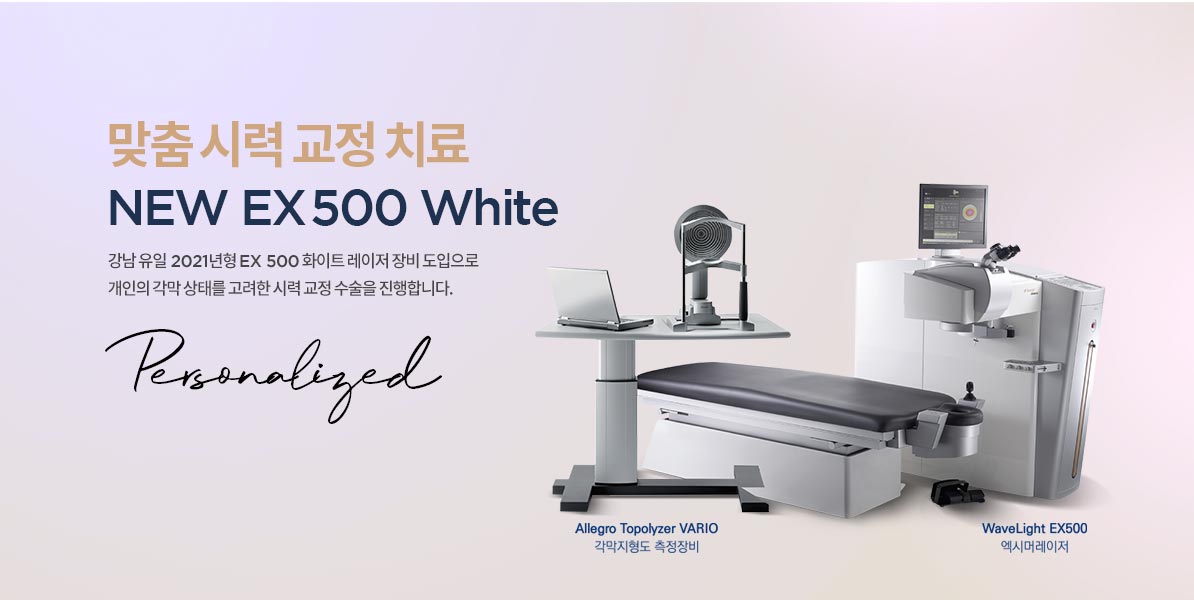 맞춤 시력 교정 치료
NEW EX 500 White
강남 유일 2021년형 EX 500 화이트 레이저 장비 도입으로
개인의 각막 상태를 고려한 시력 교정 수술을 진행합니다.
Personalized
Allegro Topolyzer VARIO
각막지형도 측정장비
WaveLight EX500
엑시머레이저